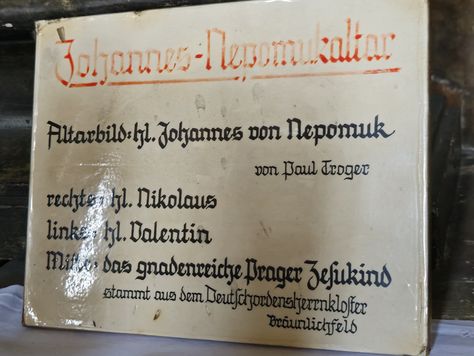 Johannes-Nepomukaltar
Altarbild: hl. Johannes von Nepomuk
von Paul Troger
rechts: hl. Nikolaus
links: hl. Valentin
Mitte: das gnadenreiche Prager Jesukind
stammt aus dem Deutschordensherrnkloster
Bräunlichfeld